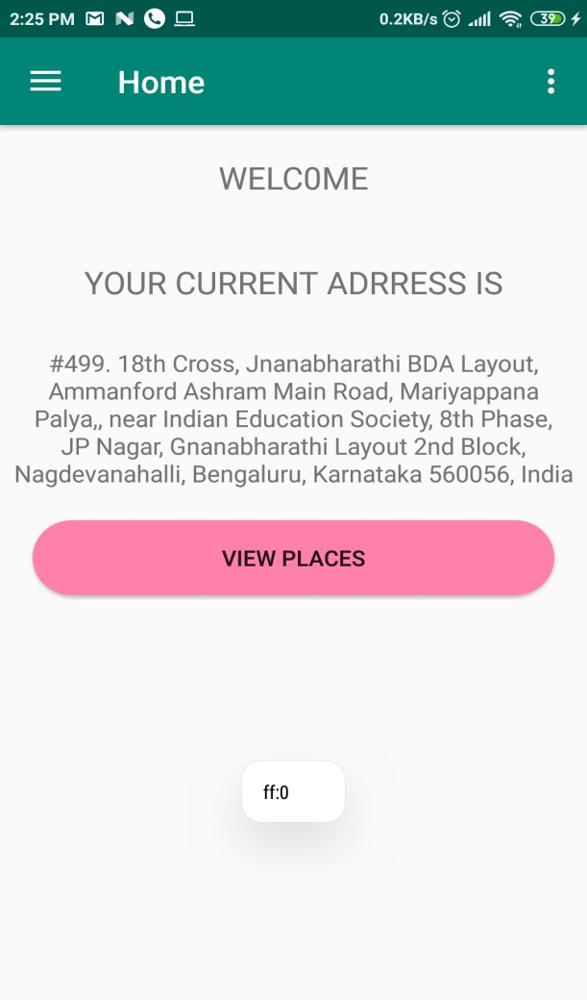 2:25 PM 0.2KB/s 39
Home
WELC0ME
YOUR CURRENT ADRRESS IS
#499. 18th Cross, Jnanabharathi BDA Layout,
Ammanford Ashram Main Road, Mariyappana
Palya,, near Indian Education Society, 8th Phase,
JP Nagar, Gnanabharathi Layout 2nd Block,
Nagdevanahalli, Bengaluru, Karnataka 560056, India
VIEW PLACES
ff:0